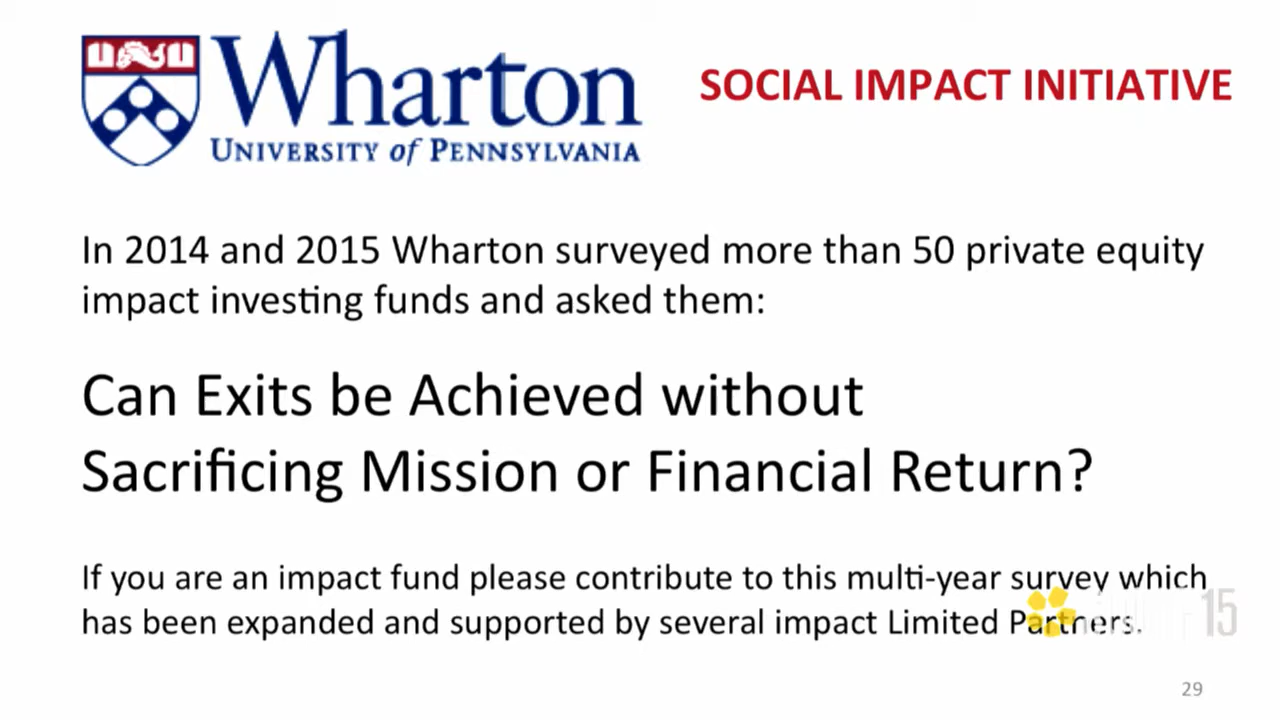 Wharton
UNIVERSITY of PENNSYLVANIA
SOCIAL IMPACT INITIATIVE
In 2014 and 2015 Wharton surveyed more than 50 private equity
impact investing funds and asked them:
Can Exits be Achieved without
Sacrificing Mission or Financial Return?
If you are an impact fund please contribute to this multi-year survey which
has been expanded and supported by several impact Limited Partners.
15
29